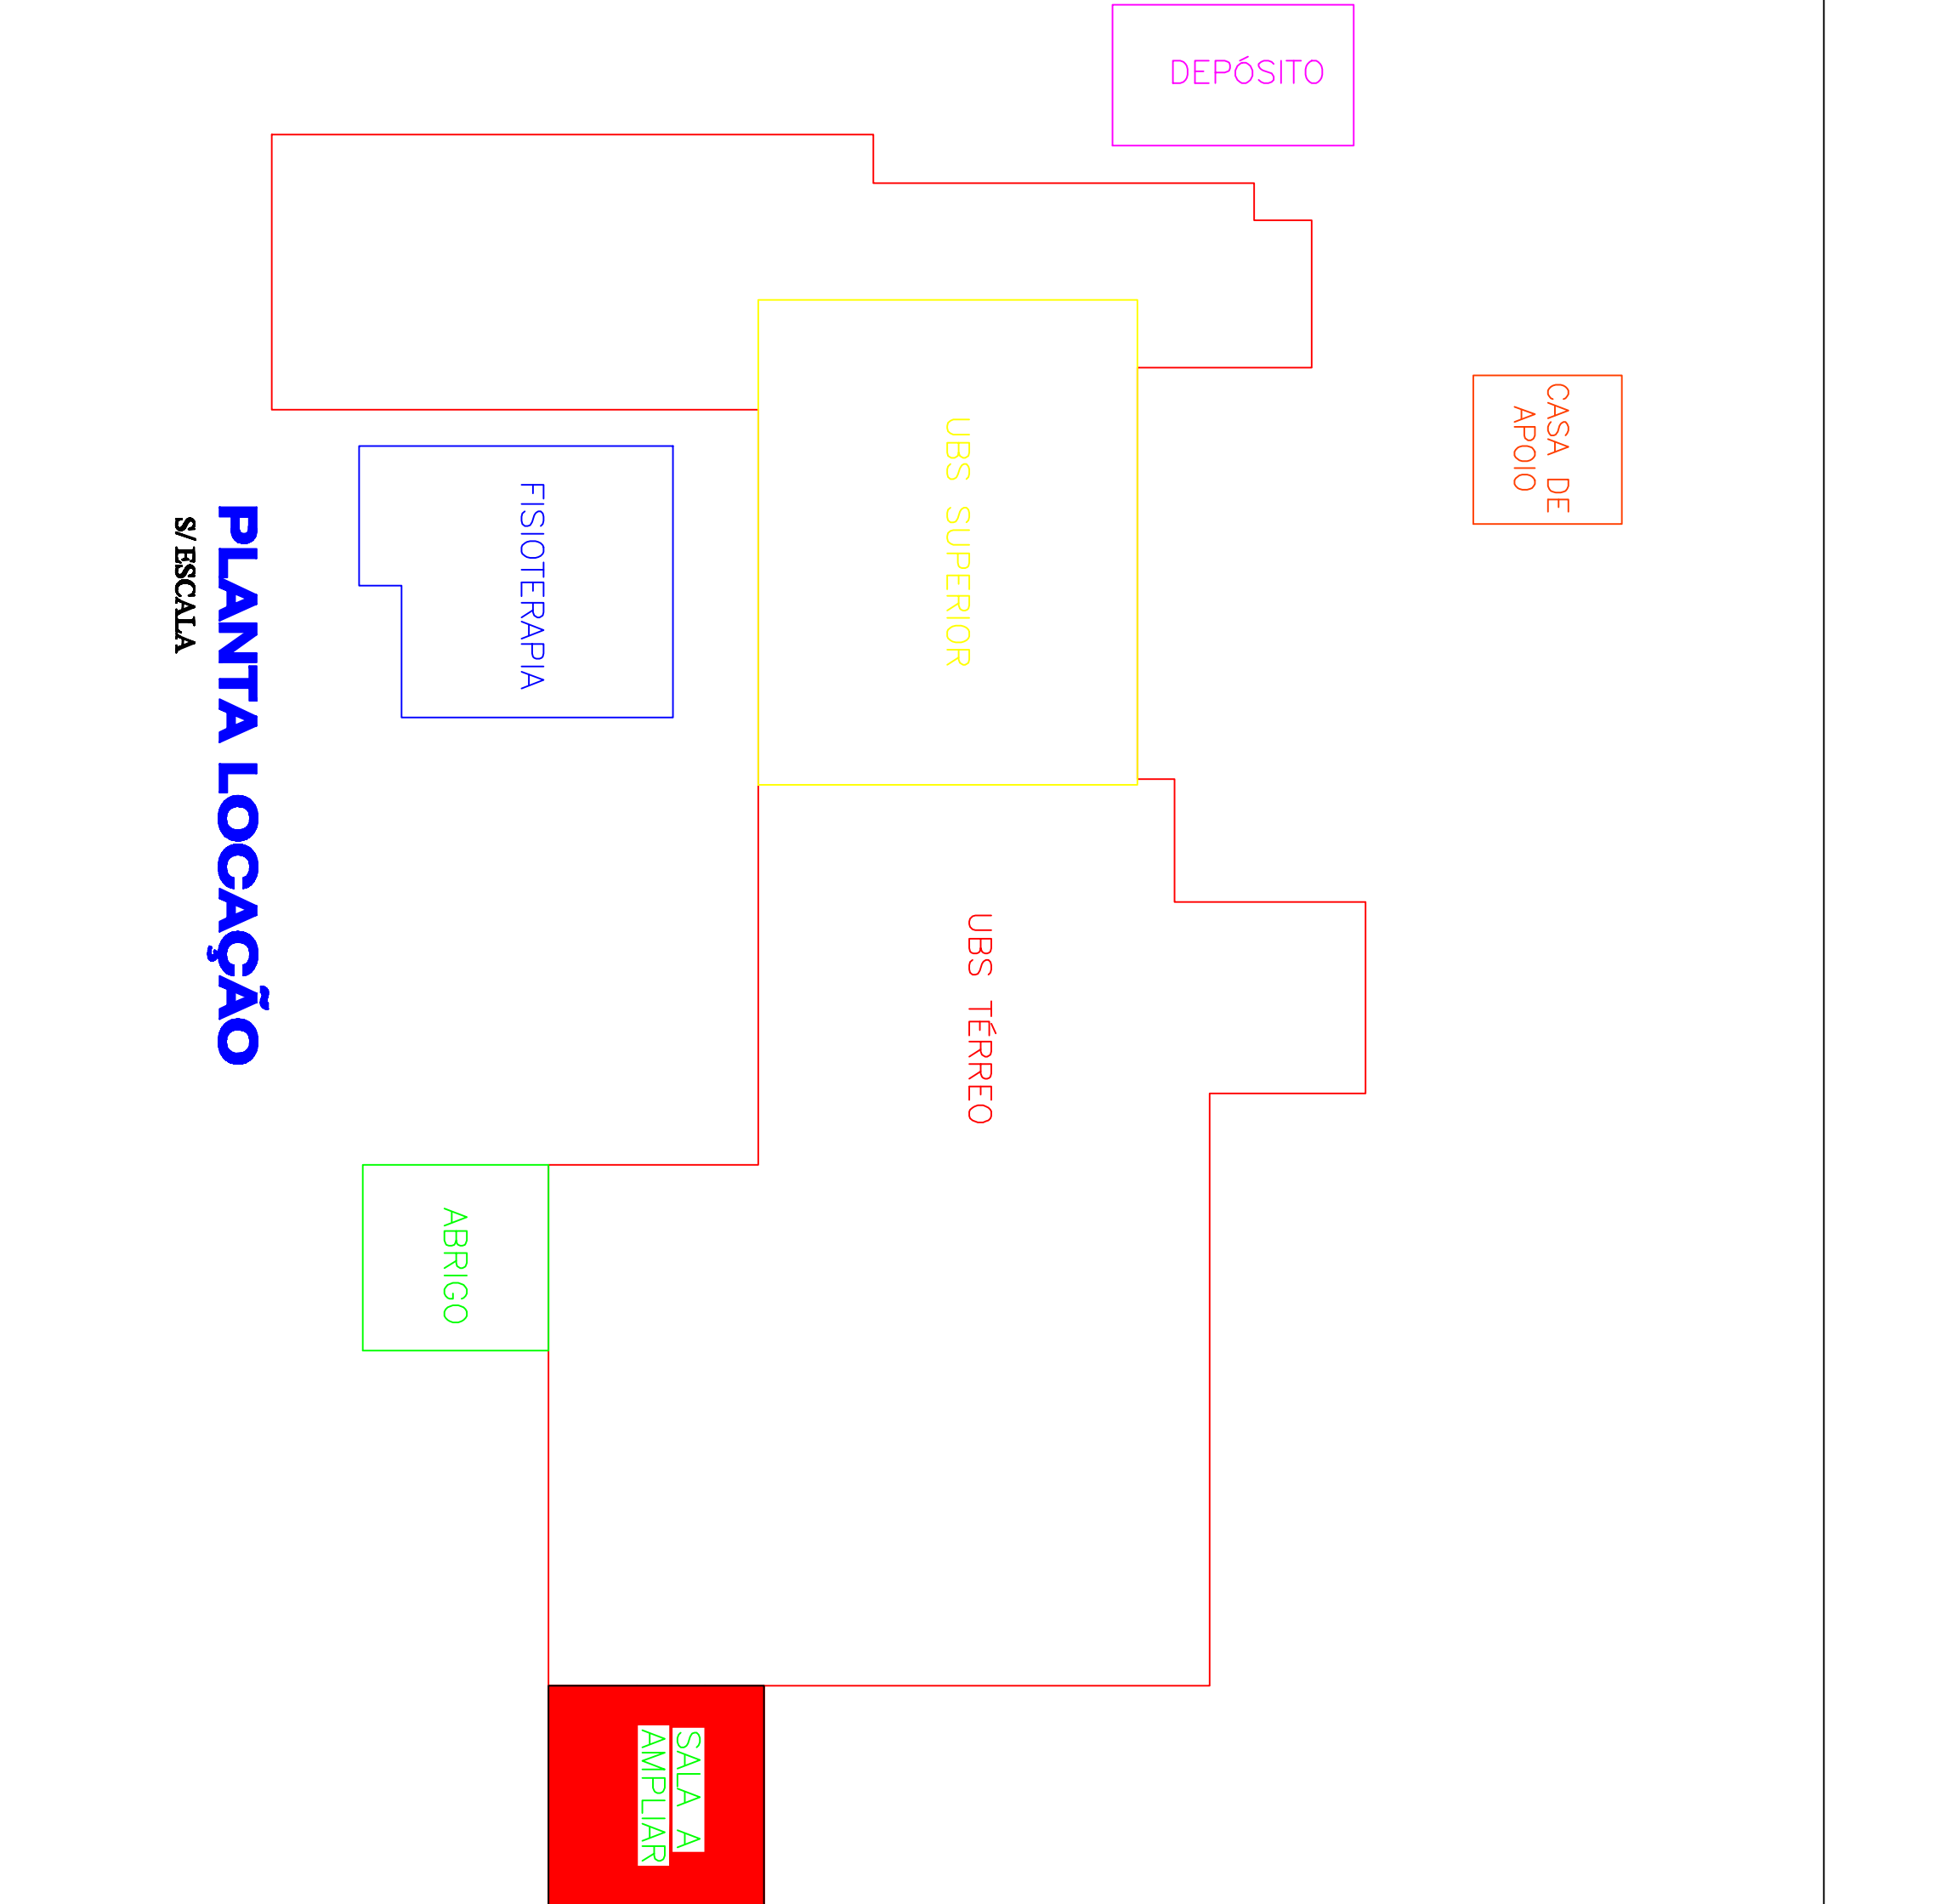 DEPÓSITO
CASA DE
APOIO
UBS SUPERIOR
FISIOTERAPIA
UBS TÉRREO
ABRIGO
SALA A
AMPLIAR
PLANTA LOCAÇÃO
S/ ESCALA